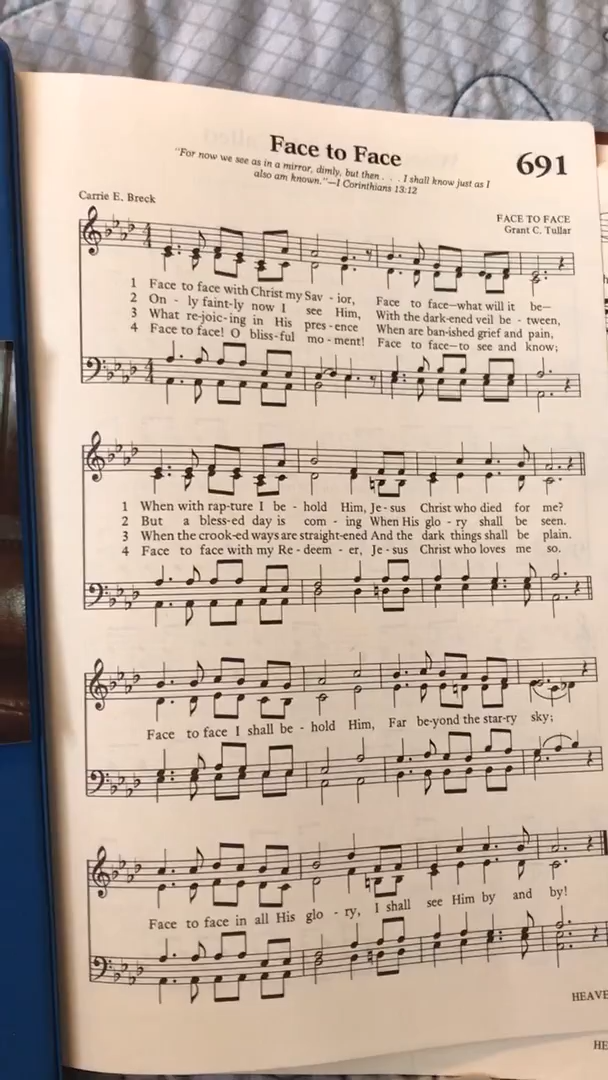 Face to Face
691
"For now we see as in a mirror, dimly, but then . . . I shall know just as I
also am known."—I Corinthians 13:12
Carrie E. Breck
FACE TO FACE
Grant C. Tullar
1 Face to face with Christ my Sav - ior, Face to face—what will it be—
2 On - ly faint-ly now I see Him, With the dark-ened veil be - tween,
3 What re-joic-ing in His pres - ence When are ban-ished grief and pain,
4 Face to face! O bliss-ful mo - ment! Face to face—to see and know;
1 When with rap-ture I be - hold Him, Je - sus Christ who died for me?
2 But a bless-ed day is com - ing When His glo - ry shall be seen.
3 When the crook-ed ways are straight-ened And the dark things shall be plain.
4 Face to face with my Re - deem - er, Je - sus Christ who loves me so.
Face to face I shall be - hold Him, Far be-yond the star-ry sky;
Face to face in all His glo - ry, I shall see Him by and by!
HEAVE
HE